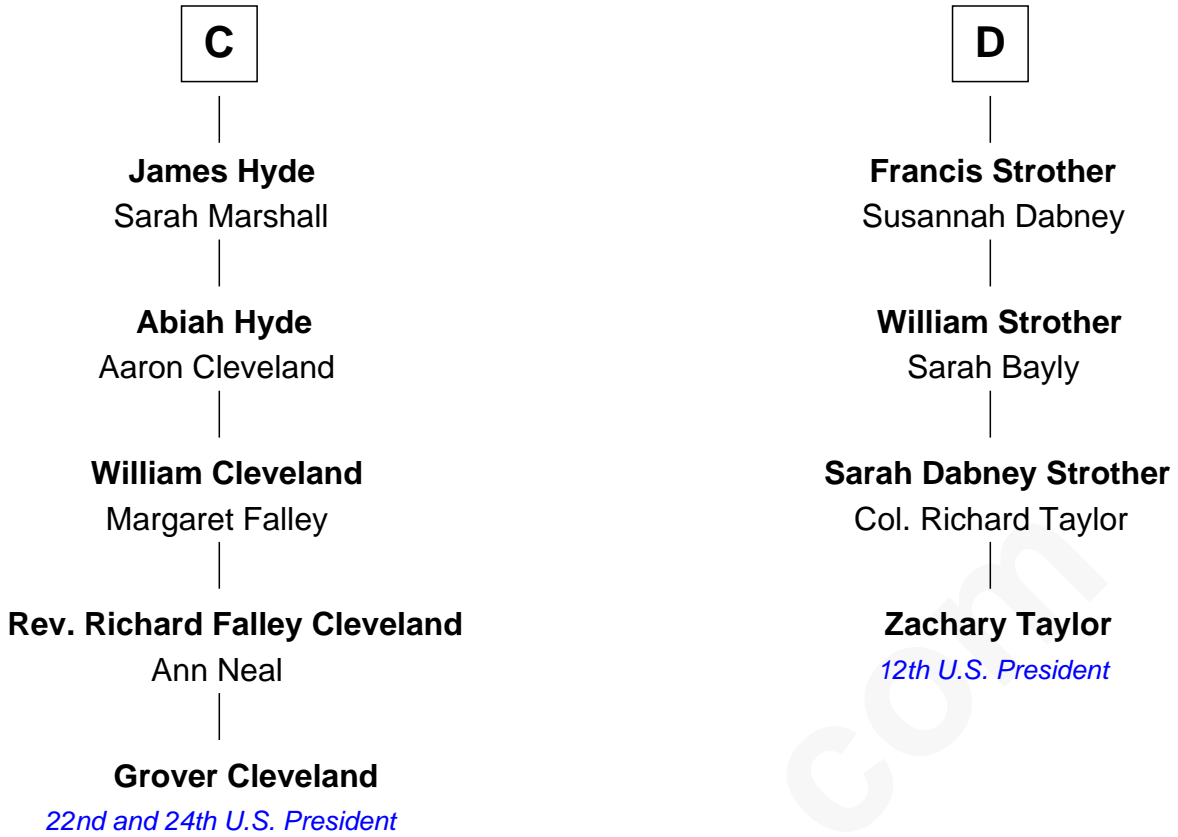 C
James Hyde
Sarah Marshall
Abiah Hyde
Aaron Cleveland
William Cleveland
Margaret Falley
Rev. Richard Falley Cleveland
Ann Neal
Grover Cleveland
22nd and 24th U.S. President
D
Francis Strother
Susannah Dabney
William Strother
Sarah Bayly
Sarah Dabney Strother
Col. Richard Taylor
Zachary Taylor
12th U.S. President
com